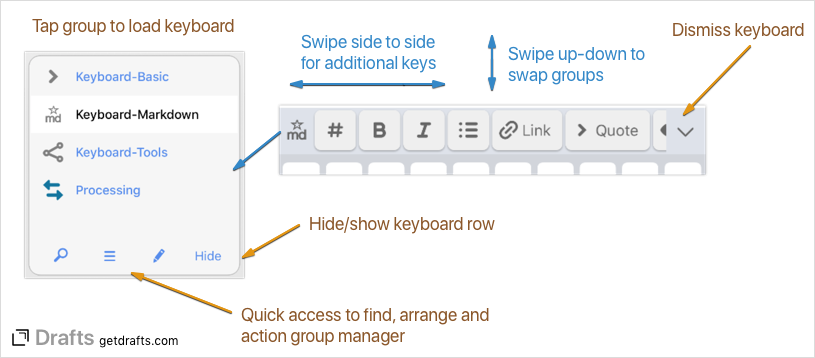 Tap group to load keyboard
Swipe side to side
for additional keys
Swipe up-down to
swap groups
Dismiss keyboard
Keyboard-Basic
md Keyboard-Markdown
Keyboard-Tools
Processing
Hide
md # B I Link Quote
Hide/show keyboard row
Quick access to find, arrange and
action group manager
Drafts getdrafts.com